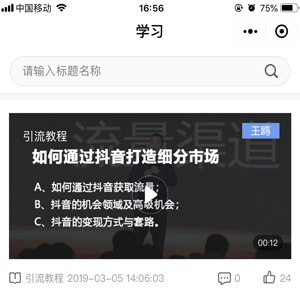 中国移动 16:56 75%
学习
请输入标题名称
流量渠道
王鸥
引流教程
如何通过抖音打造细分市场
A、如何通过抖音获取流量；
B、抖音的机会领域及高级机会；
C、抖音的变现方式与套路。
00:12
引流教程 2019-03-05 14:06:03 0 24